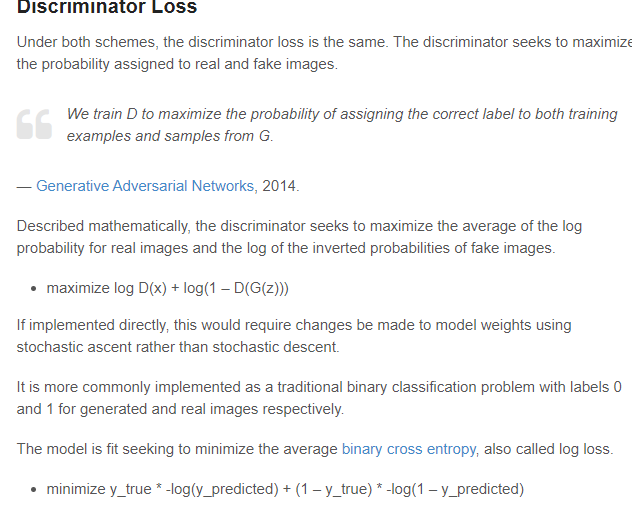 Discriminator Loss
Under both schemes, the discriminator loss is the same. The discriminator seeks to maximize
the probability assigned to real and fake images.
We train D to maximize the probability of assigning the correct label to both training
examples and samples from G.
— Generative Adversarial Networks, 2014.
Described mathematically, the discriminator seeks to maximize the average of the log
probability for real images and the log of the inverted probabilities of fake images.
• maximize log D(x) + log(1 – D(G(z)))
If implemented directly, this would require changes be made to model weights using
stochastic ascent rather than stochastic descent.
It is more commonly implemented as a traditional binary classification problem with labels 0
and 1 for generated and real images respectively.
The model is fit seeking to minimize the average binary cross entropy, also called log loss.
• minimize y_true * -log(y_predicted) + (1 – y_true) * -log(1 – y_predicted)